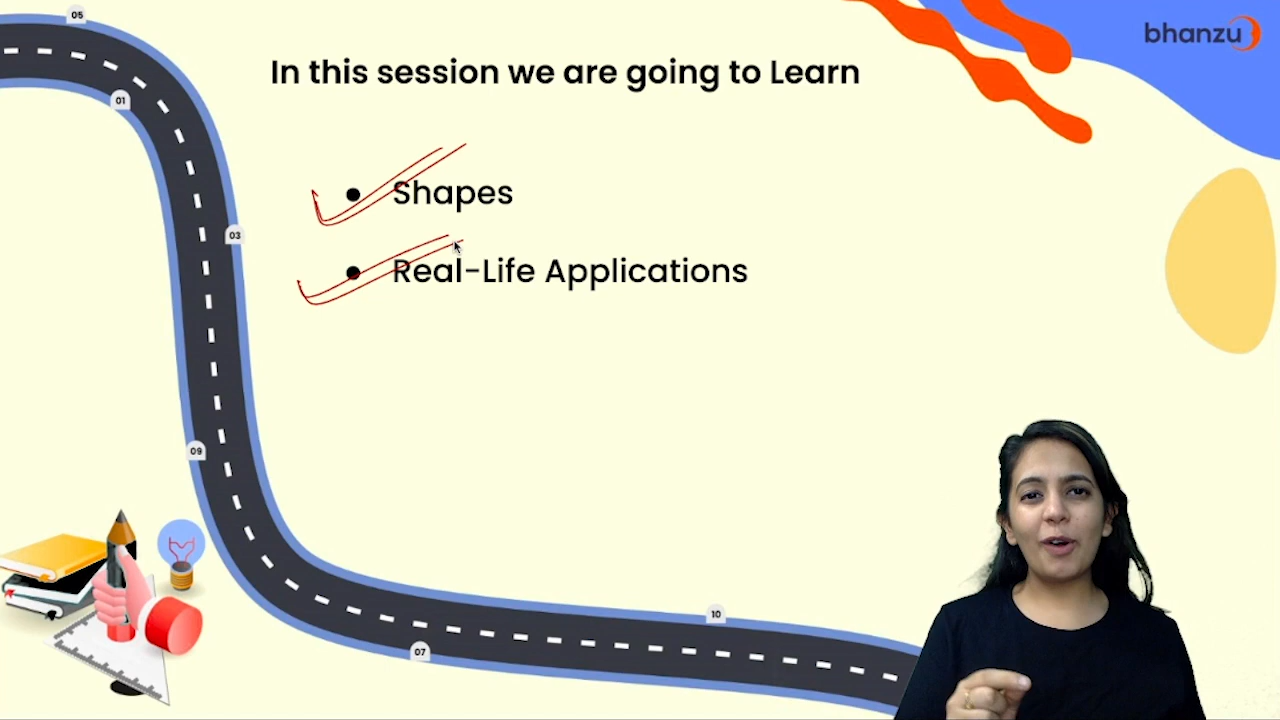 05
bhanzu
In this session we are going to Learn
01
Shapes
03
Real-Life Applications
09
10
07